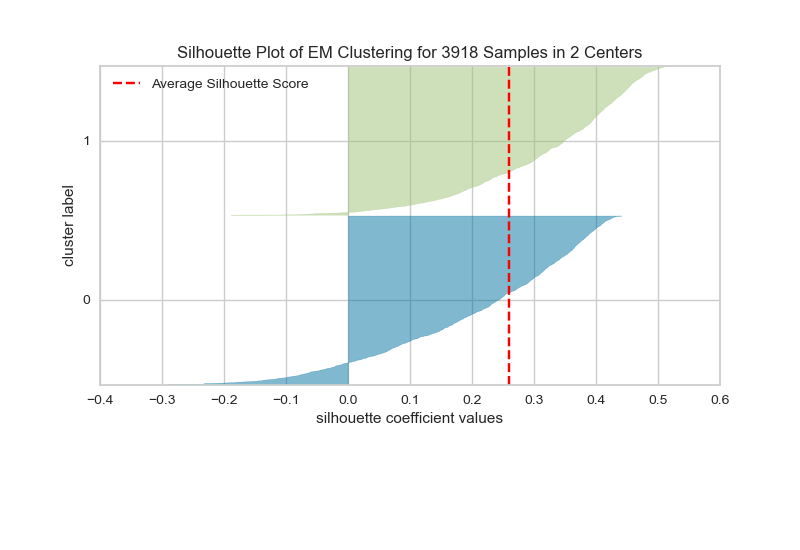 Silhouette Plot of EM Clustering for 3918 Samples in 2 Centers
Average Silhouette Score
1
0
cluster label
−0.4 −0.3 −0.2 −0.1 0.0 0.1 0.2 0.3 0.4 0.5 0.6
silhouette coefficient values